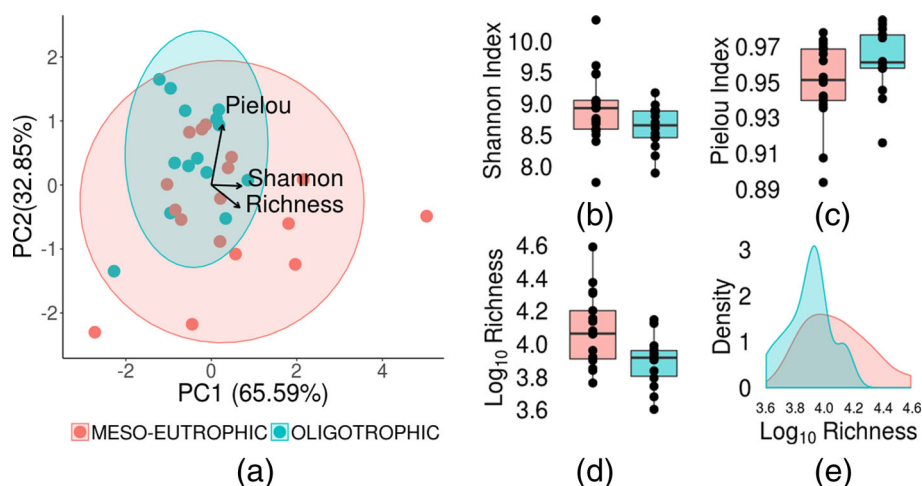 PC2(32.85%)
2
1
0
-1
-2
Pielou
Shannon
Richness
-2
0
2
4
PC1 (65.59%)
MESO-EUTROPHIC OLIGOTROPHIC
(a)
Shannon Index
10.0
9.5
9.0
8.5
8.0
(b)
Pielou Index
0.97
0.95
0.93
0.91
0.89
(c)
Log10 Richness
4.6
4.4
4.2
4.0
3.8
3.6
(d)
Density
3
2
1
0
3.6 4.0 4.2 4.4 4.6
Log10 Richness
(e)